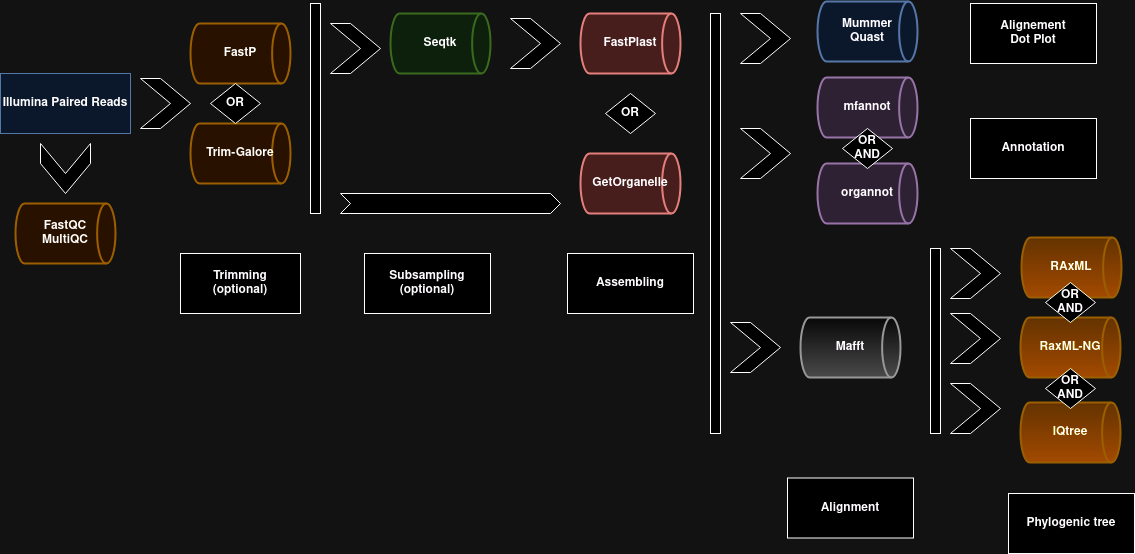 Illumina Paired Reads
FastQC
MultiQC
FastP
OR
Trim-Galore
Trimming
(optional)
Seqtk
Subsampling
(optional)
FastPlast
OR
GetOrganelle
Assembling
Mummer
Quast
Alignement
Dot Plot
mfannot
OR
AND
organnot
Annotation
Mafft
Alignment
RAxML
OR
AND
RaxML-NG
OR
AND
IQtree
Phylogenic tree